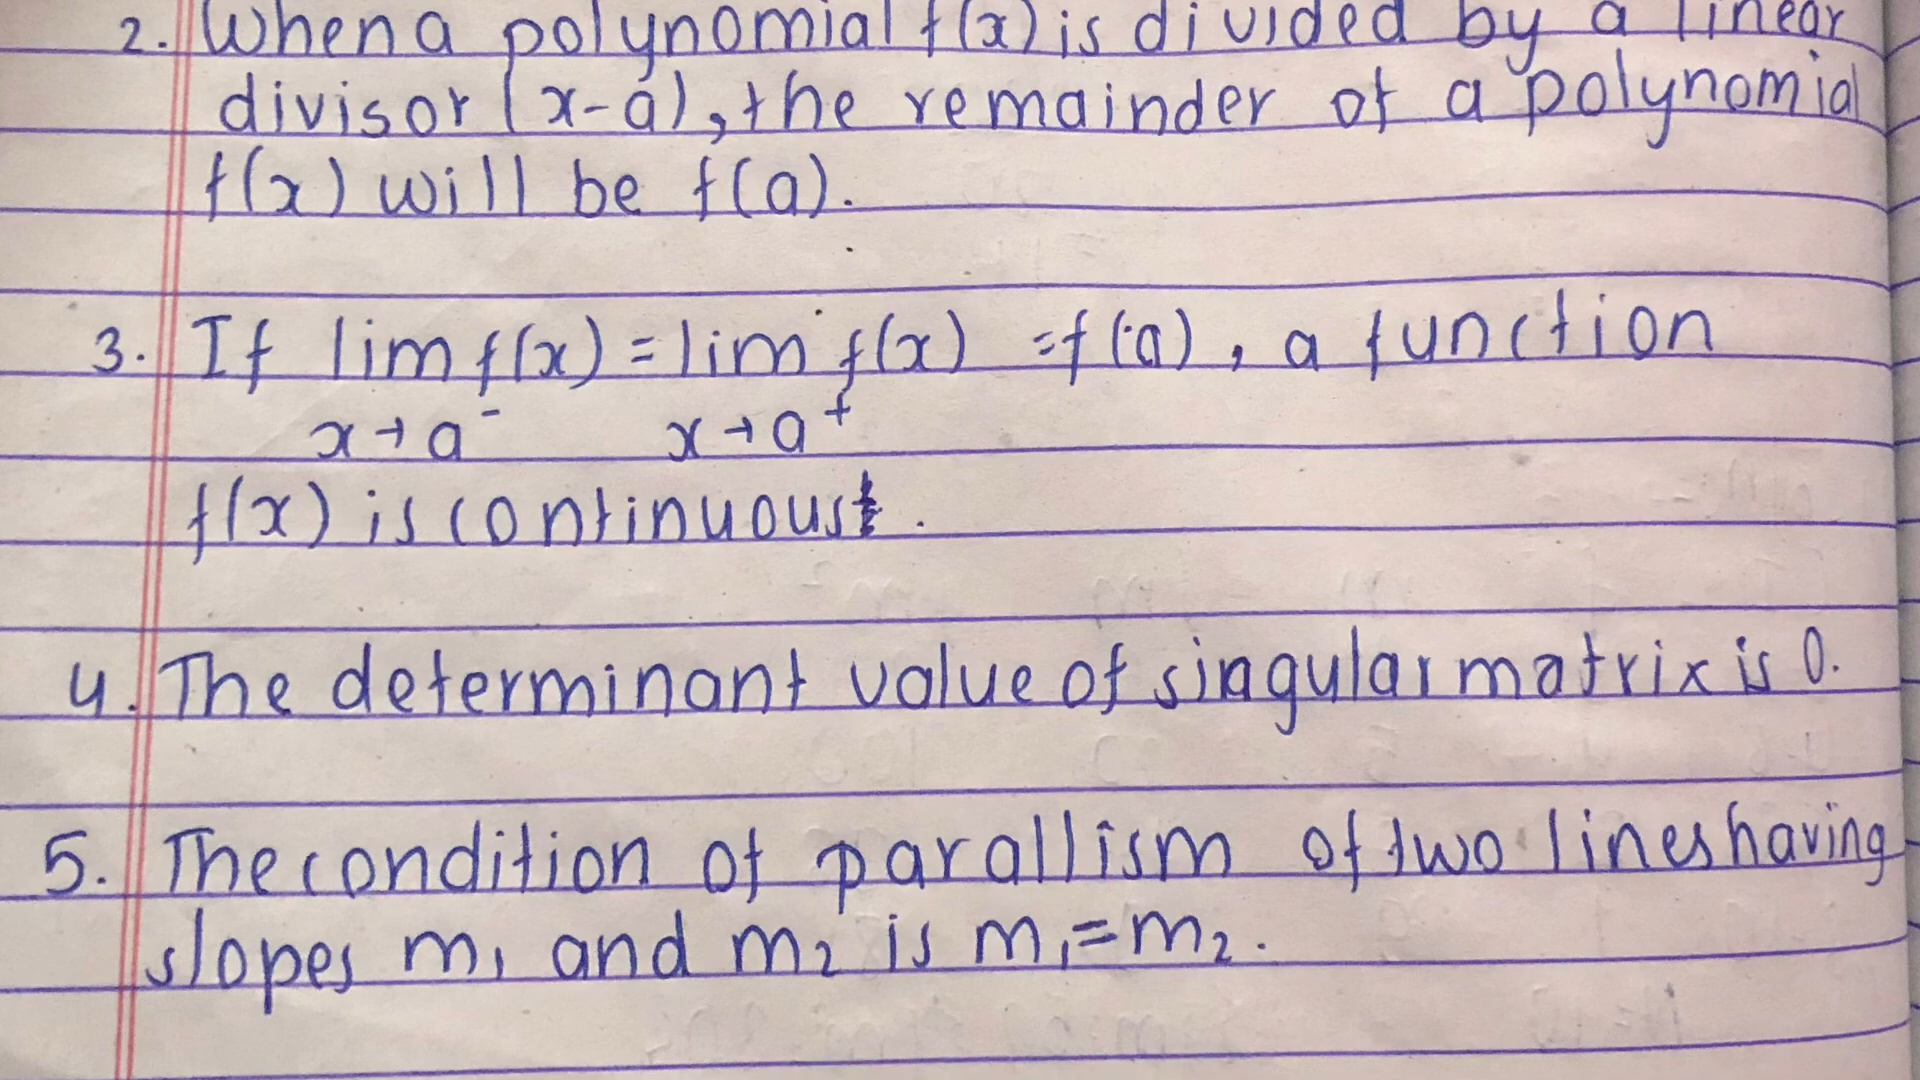 2. When a polynomial f(x) is divided by a linear
divisor (x-a), the remainder of a polynomial
f(x) will be f(a).
3. If lim f(x) = lim f(x) = f(a), a function
x→a⁻ x→a⁺
f(x) is continuous.
4. The determinant value of singular matrix is 0.
5. The condition of parallism of two lines having
slopes m₁ and m₂ is m₁=m₂.